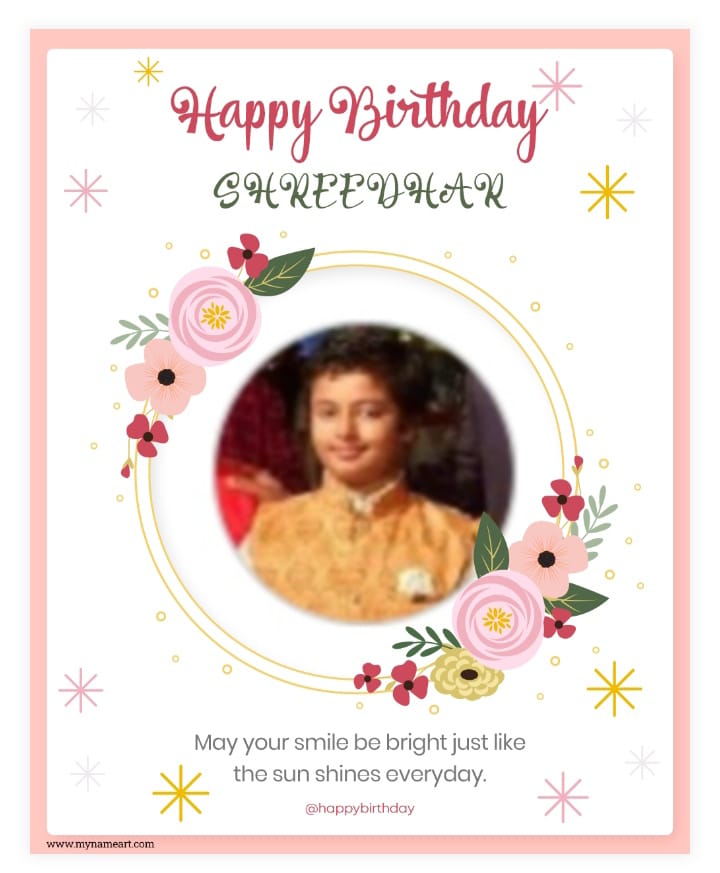 Happy Birthday
SHREEDHAR
May your smile be bright just like
the sun shines everyday.
@happybirthday
www.mynameart.com